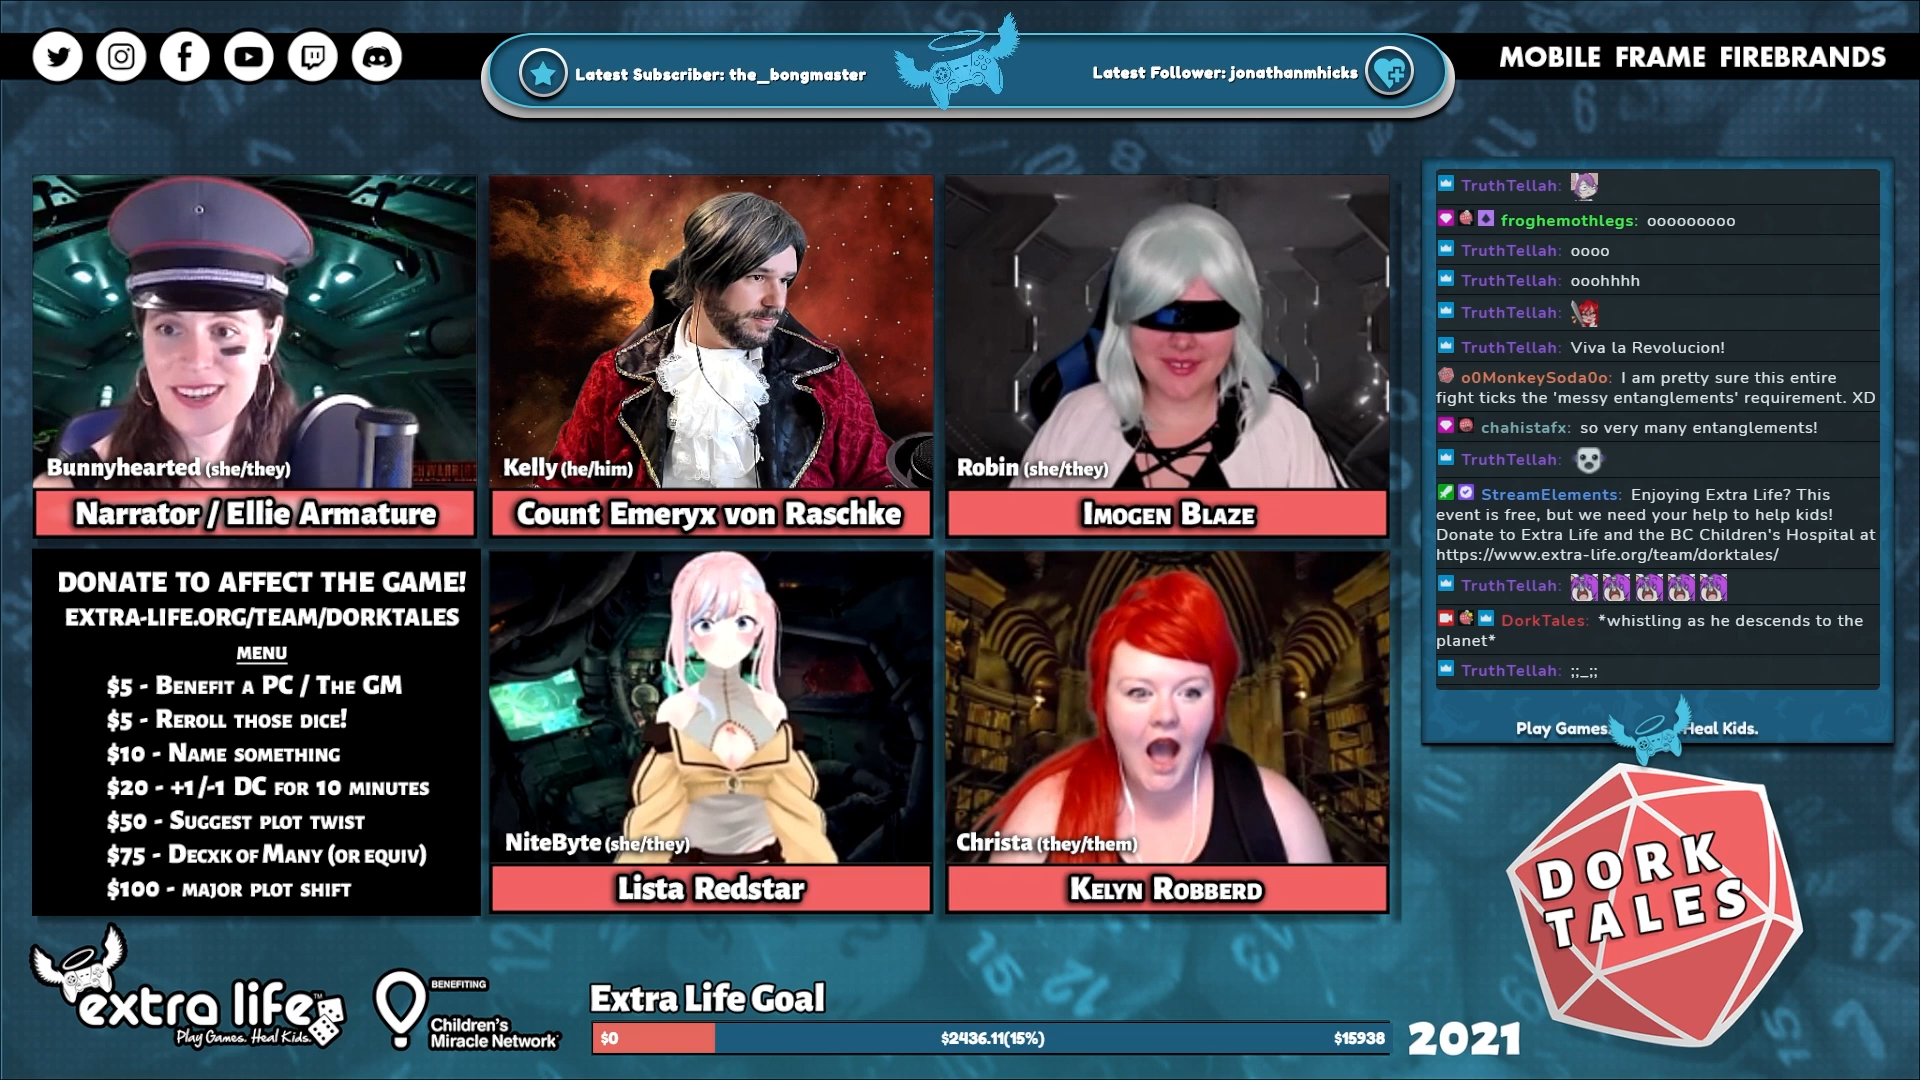 Latest Subscriber: the_bongmaster
Latest Follower: jonathanmhicks
MOBILE FRAME FIREBRANDS
Bunnyhearted (she/they)
Narrator / Ellie Armature
Kelly (he/him)
Count Emeryx von Raschke
Robin (she/they)
Imogen Blaze
DONATE TO AFFECT THE GAME!
EXTRA-LIFE.ORG/TEAM/DORKTALES
MENU
$5 - Benefit a PC / The GM
$5 - Reroll those dice!
$10 - Name something
$20 - +1/-1 DC for 10 minutes
$50 - Suggest plot twist
$75 - Decxk of Many (or equiv)
$100 - major plot shift
NiteByte (she/they)
Lista Redstar
Christa (they/them)
Kelyn Robberd
TruthTellah:
froghemothlegs: ooooooooo
TruthTellah: oooo
TruthTellah: ooohhhh
TruthTellah:
TruthTellah: Viva la Revolucion!
o0MonkeySoda0o: I am pretty sure this entire
fight ticks the 'messy entanglements' requirement. XD
chahistafx: so very many entanglements!
TruthTellah:
StreamElements: Enjoying Extra Life? This
event is free, but we need your help to help kids!
Donate to Extra Life and the BC Children's Hospital at
https://www.extra-life.org/team/dorktales/
TruthTellah:
DorkTales: *whistling as he descends to the
planet*
TruthTellah: ;;_;;
Play Games. Heal Kids.
DORK
TALES
extra life™
Play Games. Heal Kids.
BENEFITING
Children's
Miracle Network
Extra Life Goal
$0
$2436.11(15%)
$15938
2021